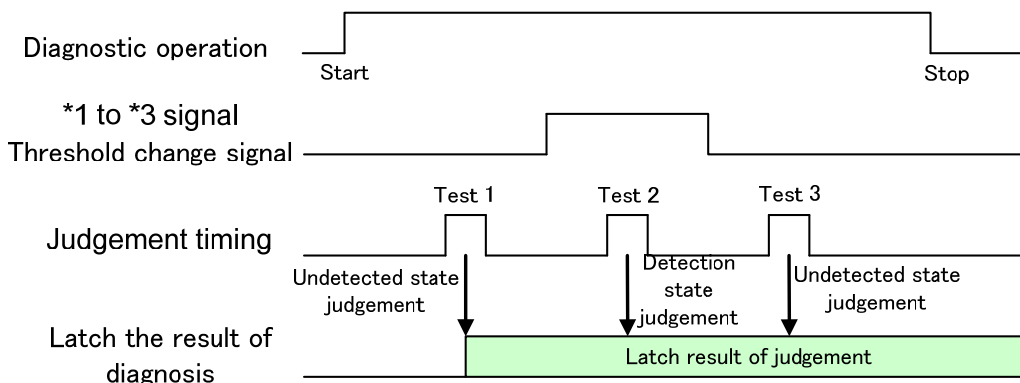 Diagnostic operation
Start
Stop
*1 to *3 signal
Threshold change signal
Test 1
Test 2
Test 3
Judgement timing
Undetected state
judgement
Detection
state
judgement
Undetected state
judgement
Latch the result of
diagnosis
Latch result of judgement